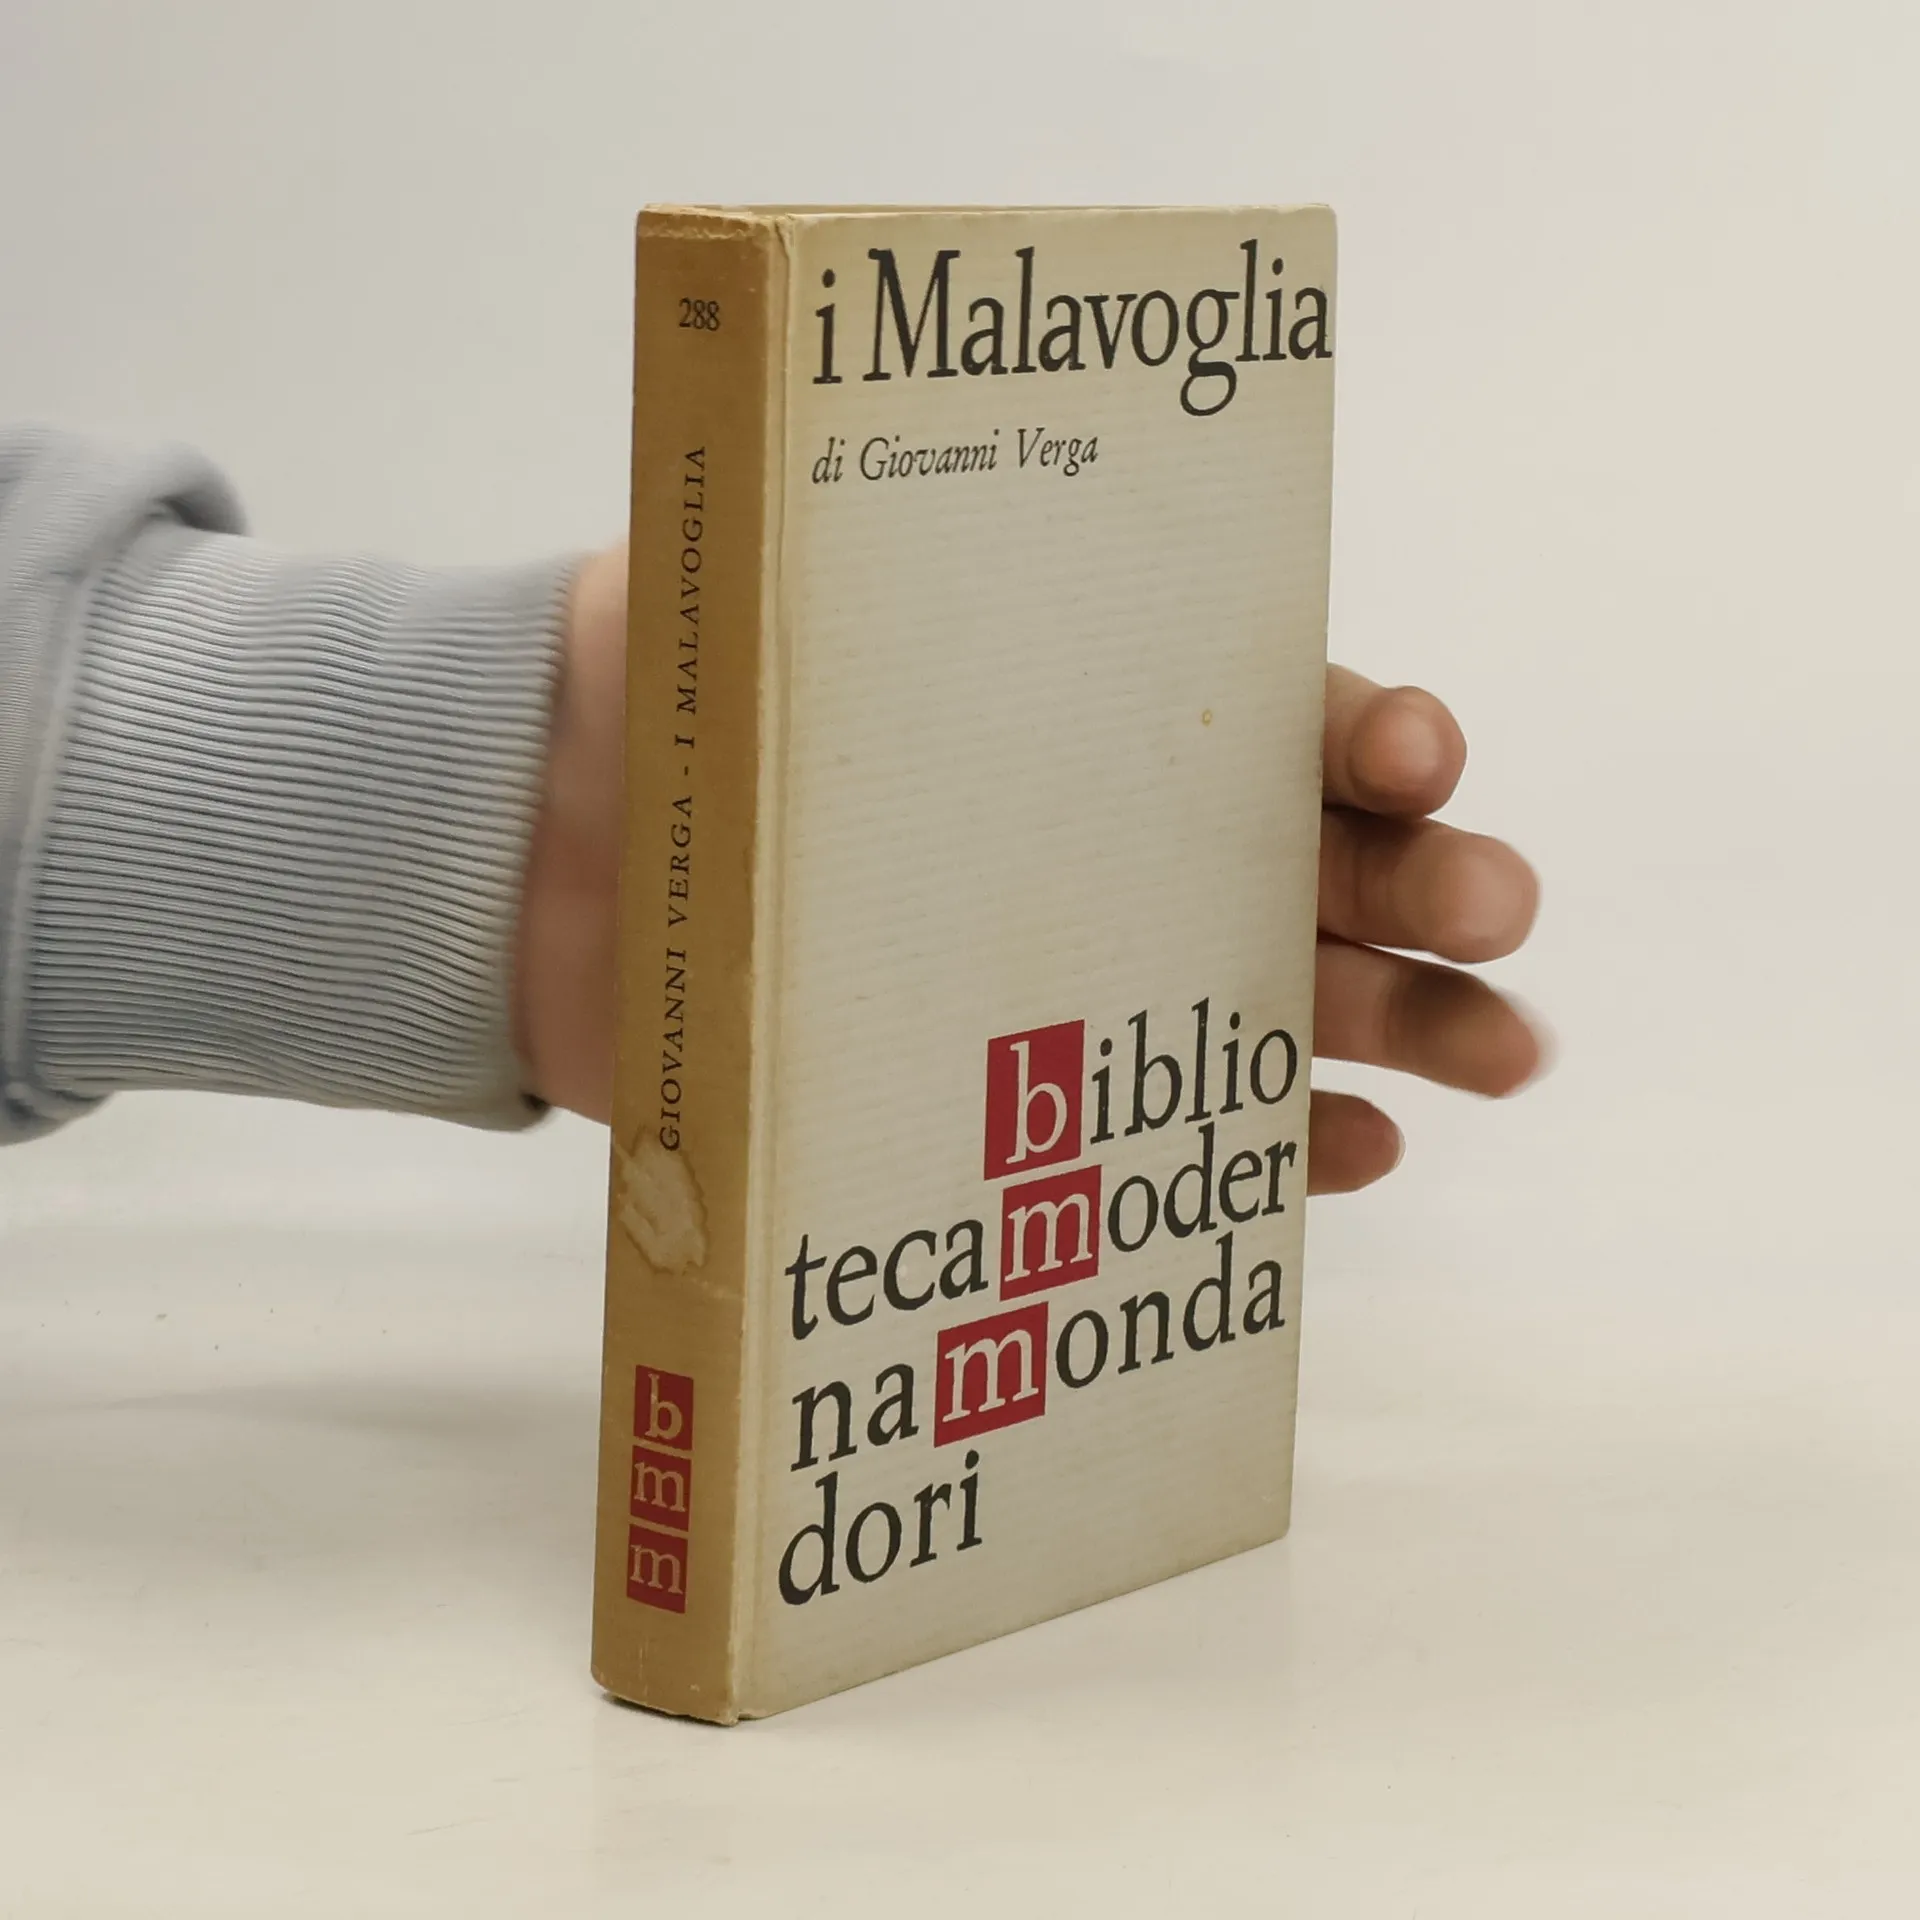 288
GIOVANNI VERGA - I MALAVOGLIA
b
m
m
i Malavoglia
di Giovanni Verga
biblio
tecamoder
namonda
dori